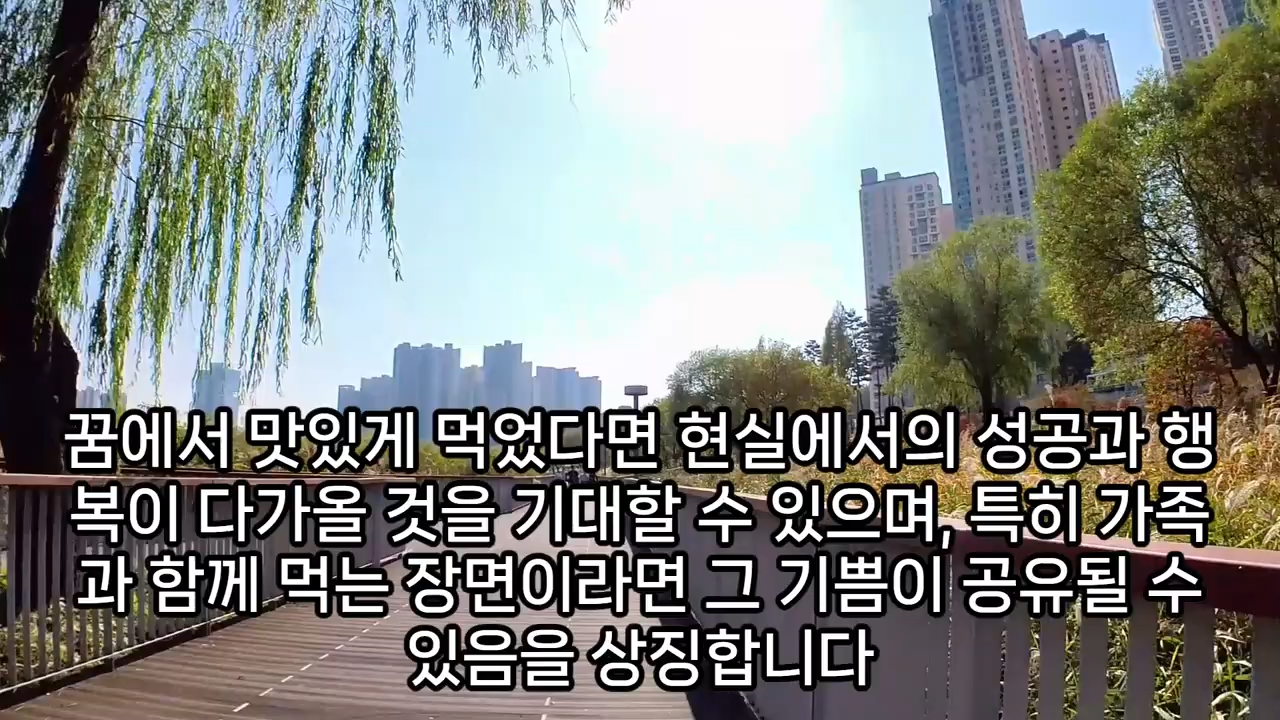 꿈에서 맛있게 먹었다면 현실에서의 성공과 행
복이 다가올 것을 기대할 수 있으며, 특히 가족
과 함께 먹는 장면이라면 그 기쁨이 공유될 수
있음을 상징합니다